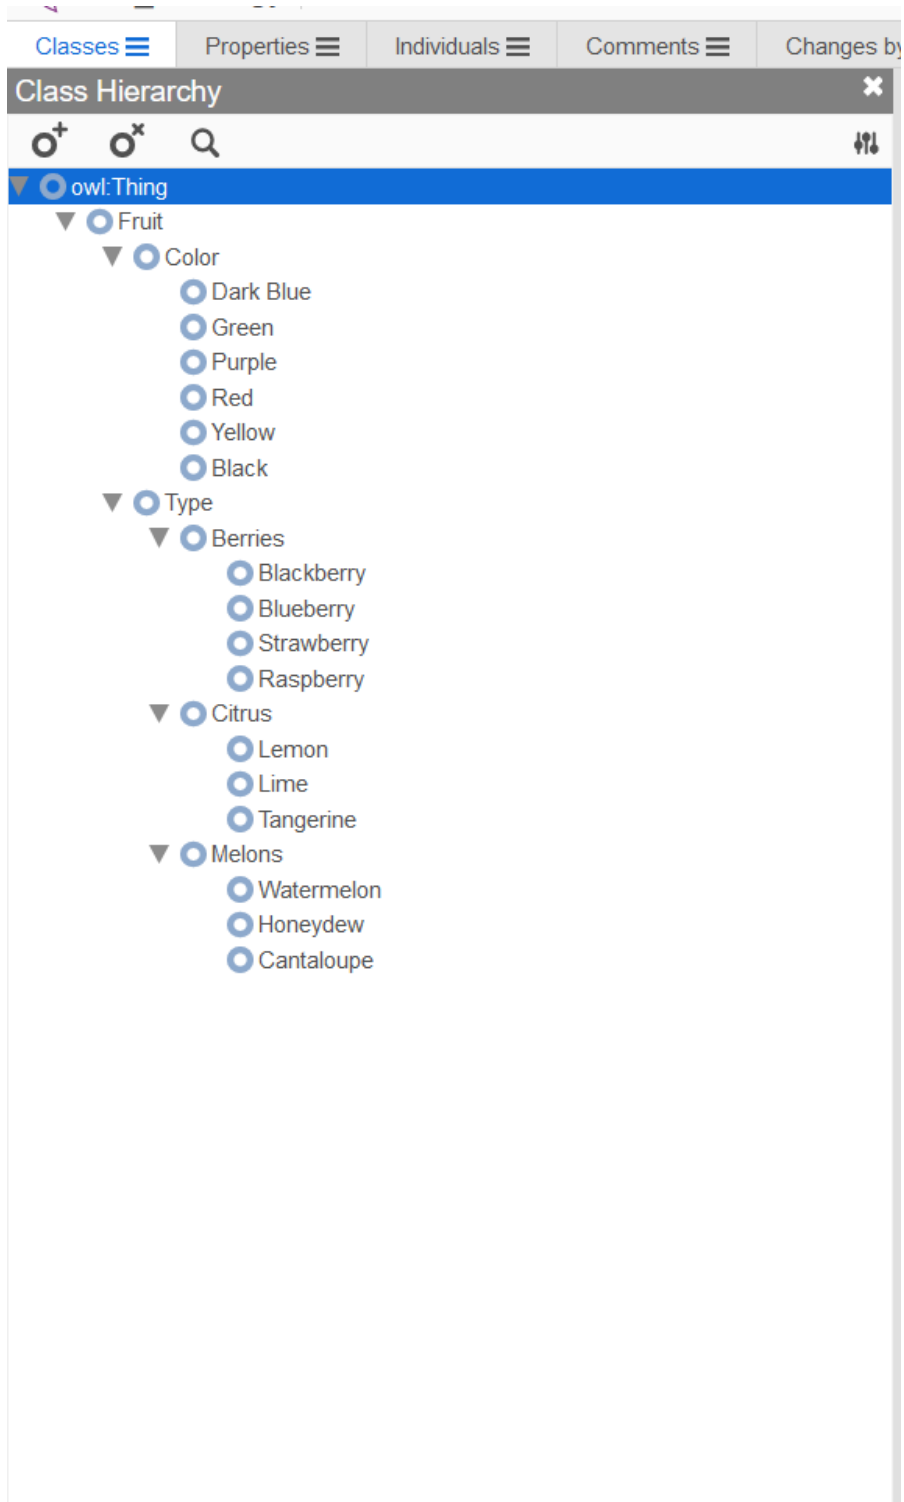 Classes Properties Individuals Comments Changes by
Class Hierarchy
owl:Thing
Fruit
Color
Dark Blue
Green
Purple
Red
Yellow
Black
Type
Berries
Blackberry
Blueberry
Strawberry
Raspberry
Citrus
Lemon
Lime
Tangerine
Melons
Watermelon
Honeydew
Cantaloupe